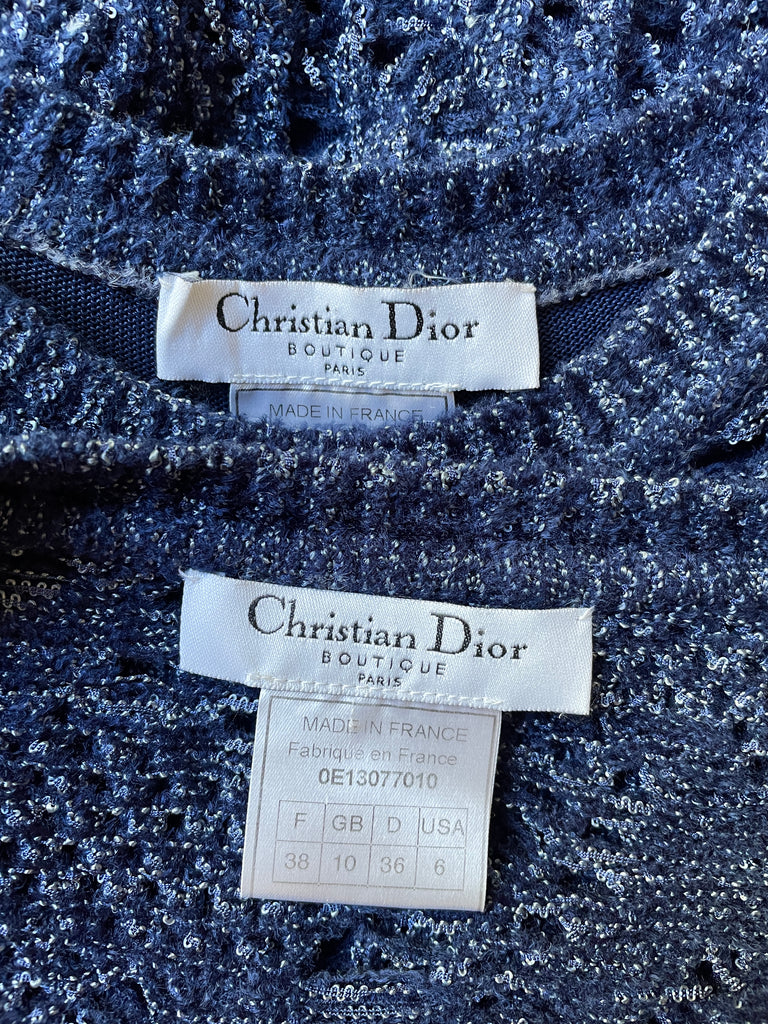 Christian Dior
BOUTIQUE
PARIS
MADE IN FRANCE
Christian Dior
BOUTIQUE
PARIS
MADE IN FRANCE
Fabriqué en France
0E13077010
F GB D USA
38 10 36 6